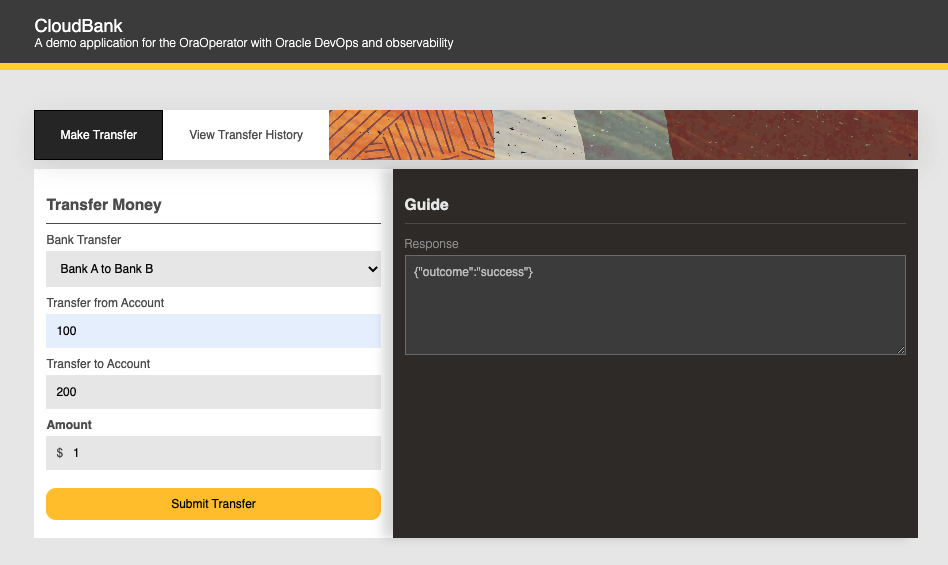 CloudBank
A demo application for the OraOperator with Oracle DevOps and observability
Make Transfer
View Transfer History
Transfer Money
Bank Transfer
Bank A to Bank B
Transfer from Account
100
Transfer to Account
200
Amount
$ 1
Submit Transfer
Guide
Response
{"outcome":"success"}